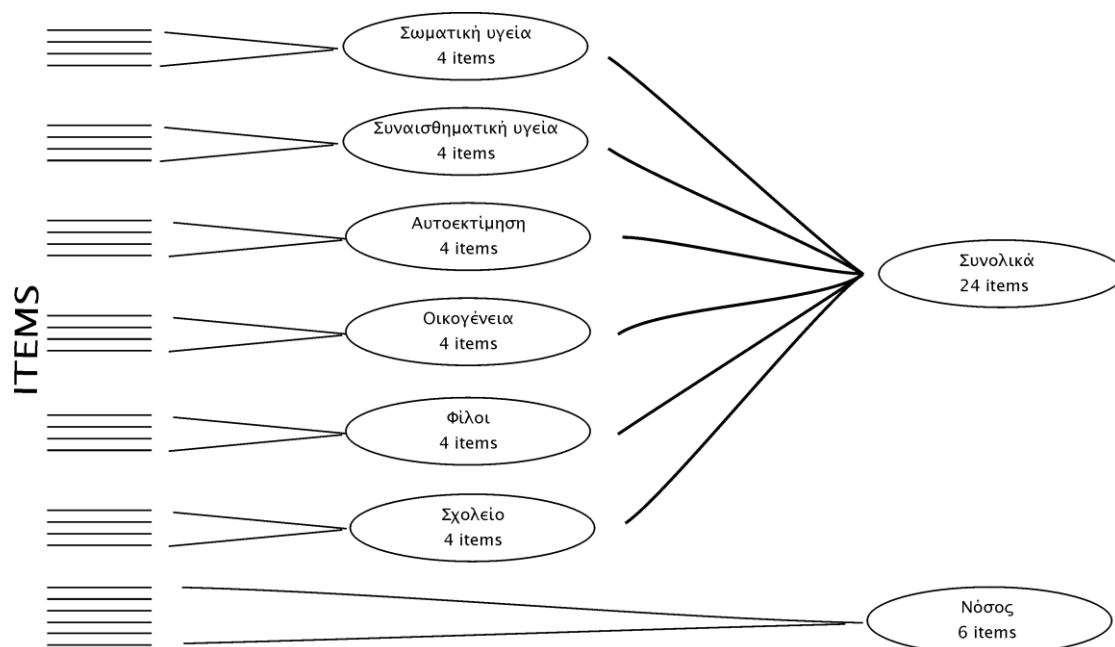 Σωματική υγεία
4 items
Συναισθηματική υγεία
4 items
Αυτοεκτίμηση
4 items
Οικογένεια
4 items
Φίλοι
4 items
Σχολείο
4 items
ITEMS
Συνολικά
24 items
Νόσος
6 items